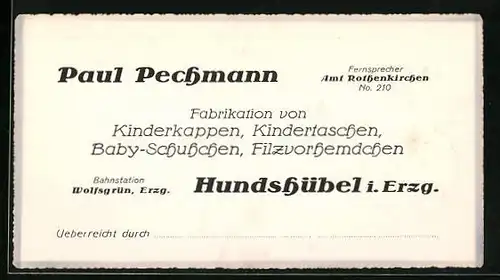 Paul Pechmann
Fernsprecher
Amt Rothenkirchen
No. 210
Fabrikation von
Kinderkappen, Kindertaschen,
Baby-Schuhchen, Filzvorhemdchen
Bahnstation
Wolfsgrün, Erzg.
Hundshübel i. Erzg.
Ueberreicht durch